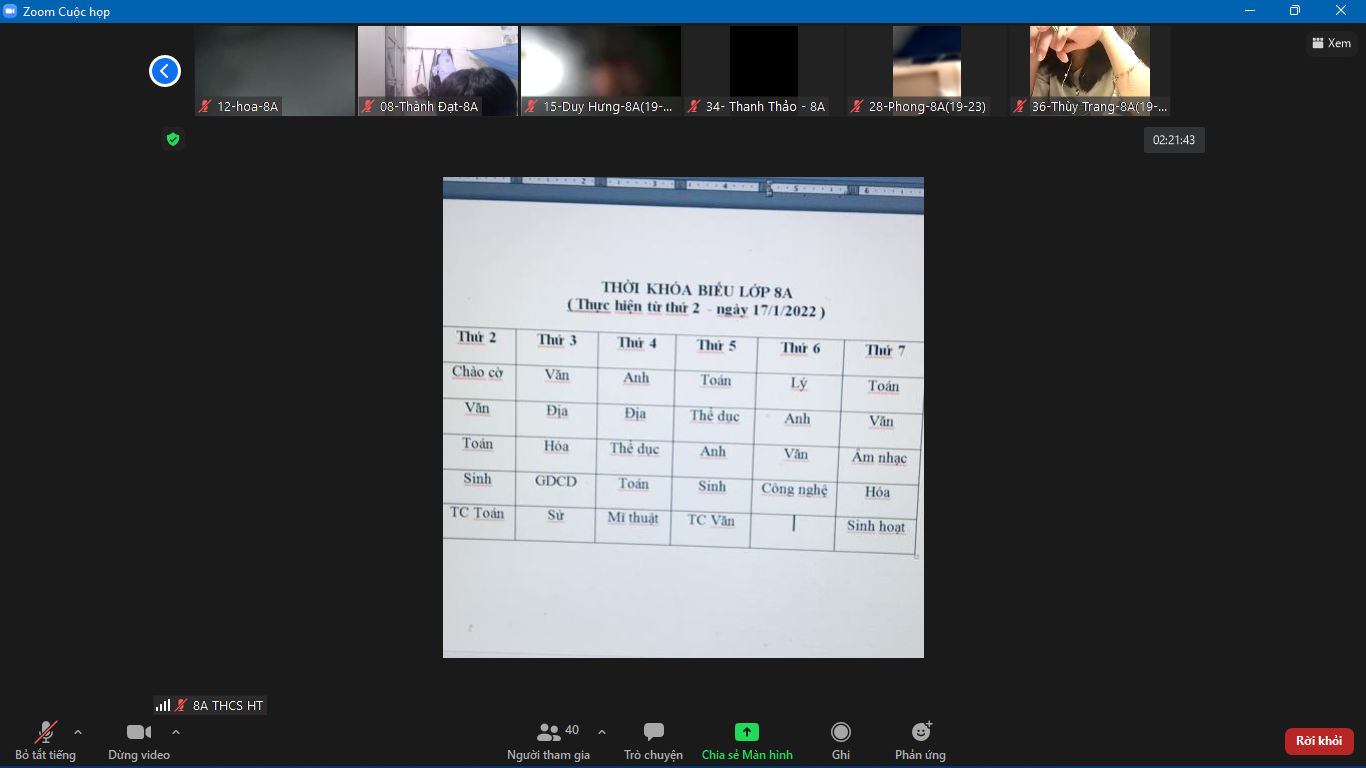 Zoom Cuộc họp
Xem
12-hoa-8A
08-Thành Đạt-8A
15-Duy Hưng-8A(19-...
34- Thanh Thảo - 8A
28-Phong-8A(19-23)
36-Thùy Trang-8A(19-...
02:21:43
2 3 4 5 6
THỜI KHÓA BIỂU LỚP 8A
( Thực hiện từ thứ 2 - ngày 17/1/2022 )
Thứ 2 Thứ 3 Thứ 4 Thứ 5 Thứ 6 Thứ 7
Chào cờ Văn Anh Toán Lý Toán
Văn Địa Địa Thể dục Anh Văn
Toán Hóa Thể dục Anh Văn Âm nhạc
Sinh GDCD Toán Sinh Công nghệ Hóa
TC Toán Sử Mĩ thuật TC Văn Sinh hoạt
8A THCS HT
Bỏ tắt tiếng
Dừng video
40
Người tham gia
Trò chuyện
Chia sẻ Màn hình
Ghi
Phản ứng
Rời khỏi